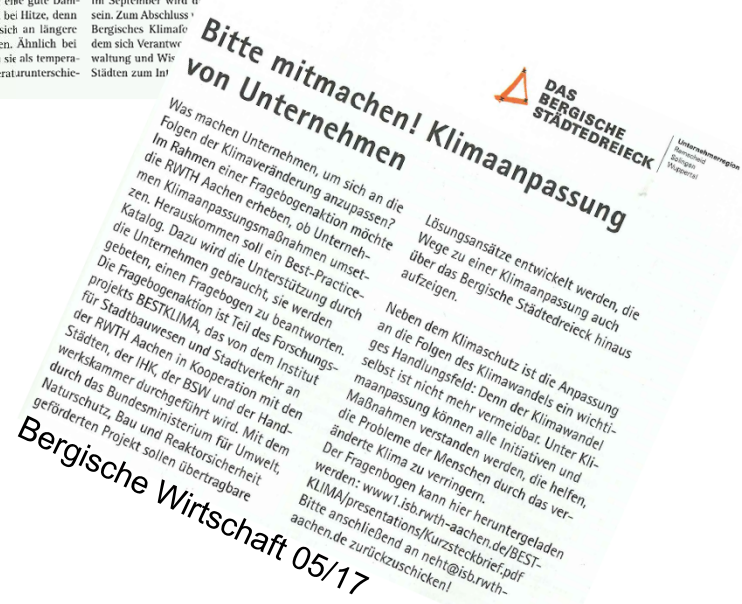 eine gute Däm-
bei Hitze, denn
sich an längere
en. Ähnlich bei
sie als tempera-
eraturunterschie-
im September wird
sein. Zum Abschluss
Bergisches Klimafo
dem sich Verantwor
waltung und Wis
Städten zum Int
Bitte mitmachen! Klimaanpassung
von Unternehmen
DAS
BERGISCHE
STÄDTEDREIECK
Unternehmerregion
Remscheid
Solingen
Wuppertal
Was machen Unternehmen, um sich an die
Folgen der Klimaveränderung anzupassen?
Im Rahmen einer Fragebogenaktion möchte
die RWTH Aachen erheben, ob Unterneh-
men Klimaanpassungsmaßnahmen umset-
zen. Herauskommen soll ein Best-Practice-
Katalog. Dazu wird die Unterstützung durch
die Unternehmen gebraucht, sie werden
gebeten, einen Fragebogen zu beantworten.
Die Fragebogenaktion ist Teil des Forschungs-
projekts BESTKLIMA, das von dem Institut
für Stadtbauwesen und Stadtverkehr an
der RWTH Aachen in Kooperation mit den
Städten, der IHK, der BSW und der Hand-
werkskammer durchgeführt wird. Mit dem
durch das Bundesministerium für Umwelt,
Naturschutz, Bau und Reaktorsicherheit
geförderten Projekt sollen übertragbare
Lösungsansätze entwickelt werden, die
Wege zu einer Klimaanpassung auch
über das Bergische Städtedreieck hinaus
aufzeigen.
Neben dem Klimaschutz ist die Anpassung
an die Folgen des Klimawandels ein wichti-
ges Handlungsfeld: Denn der Klimawandel
selbst ist nicht mehr vermeidbar. Unter Kli-
maanpassung können alle Initiativen und
Maßnahmen verstanden werden, die helfen,
die Probleme der Menschen durch das ver-
änderte Klima zu verringern.
Der Fragenbogen kann hier heruntergeladen
werden: www1.isb.rwth-aachen.de/BEST-
KLIMA/presentations/Kurzsteckbrief.pdf
Bitte anschließend an neht@isb.rwth-
aachen.de zurückzuschicken!
Bergische Wirtschaft 05/17